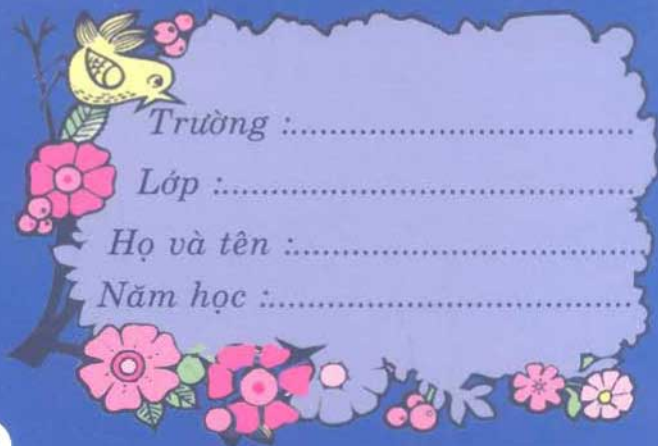 Trường :........................................
Lớp :................................................
Họ và tên :........................................
Năm học :..........................................